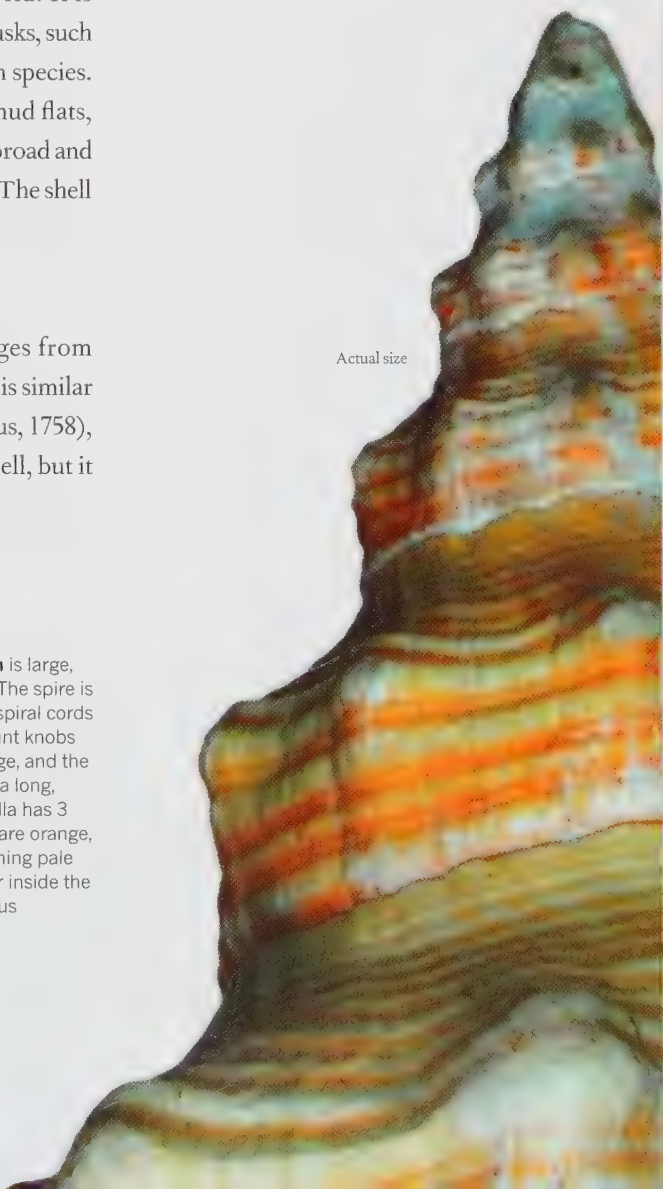 usks, such
n species.
nud flats,
broad and
The shell
ges from
is similar
us, 1758),
ell, but it
Actual size
is large,
The spire is
spiral cords
unt knobs
ge, and the
a long,
lla has 3
are orange,
ning pale
r inside the
us